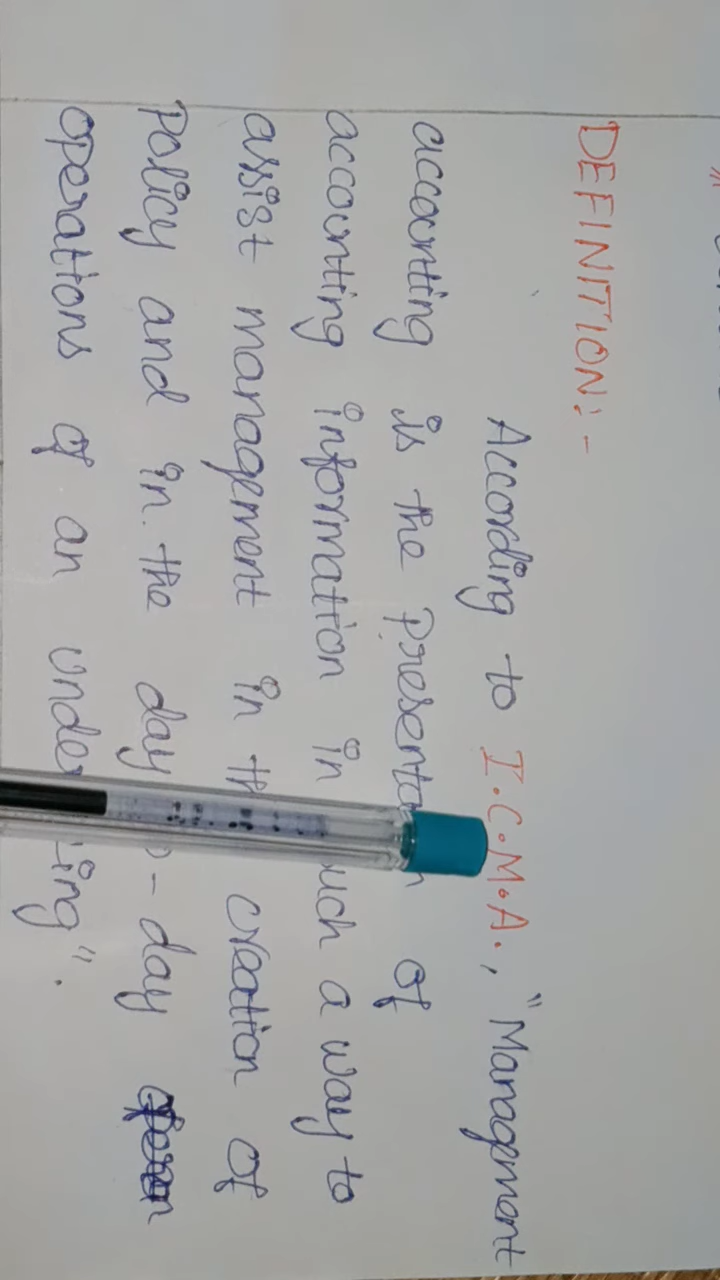 DEFINITION:-
According to I.C.M.A., "Management
accounting is the of
accounting information in a way to
assist management in creation of
policy and in the day - day
operations of an ".